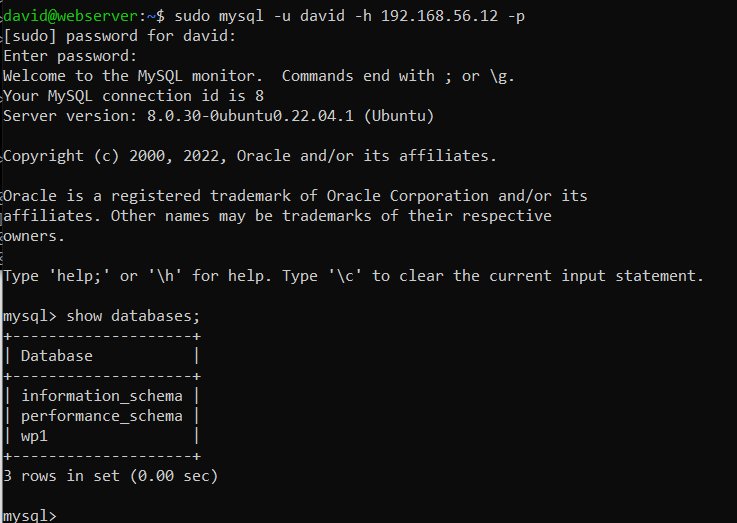 david@webserver:~$ sudo mysql -u david -h 192.168.56.12 -p
[sudo] password for david:
Enter password:
Welcome to the MySQL monitor.  Commands end with ; or \g.
Your MySQL connection id is 8
Server version: 8.0.30-0ubuntu0.22.04.1 (Ubuntu)

Copyright (c) 2000, 2022, Oracle and/or its affiliates.

Oracle is a registered trademark of Oracle Corporation and/or its
affiliates. Other names may be trademarks of their respective
owners.

Type 'help;' or '\h' for help. Type '\c' to clear the current input statement.

mysql> show databases;
+--------------------+
| Database           |
+--------------------+
| information_schema |
| performance_schema |
| wp1                |
+--------------------+
3 rows in set (0.00 sec)

mysql>